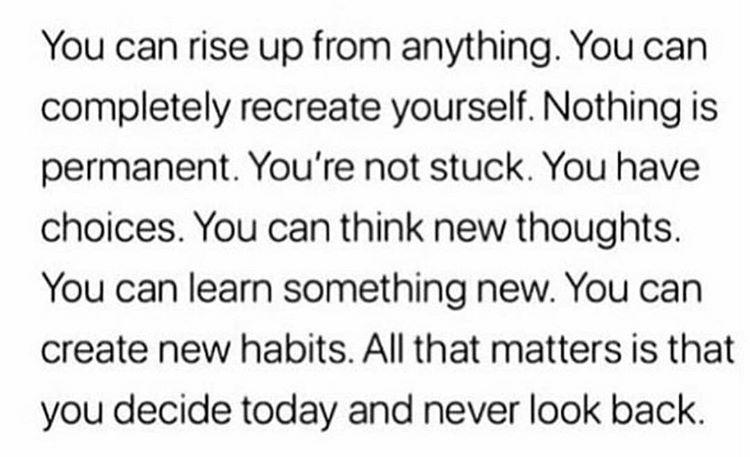 You can rise up from anything. You can
completely recreate yourself. Nothing is
permanent. You're not stuck. You have
choices. You can think new thoughts.
You can learn something new. You can
create new habits. All that matters is that
you decide today and never look back.